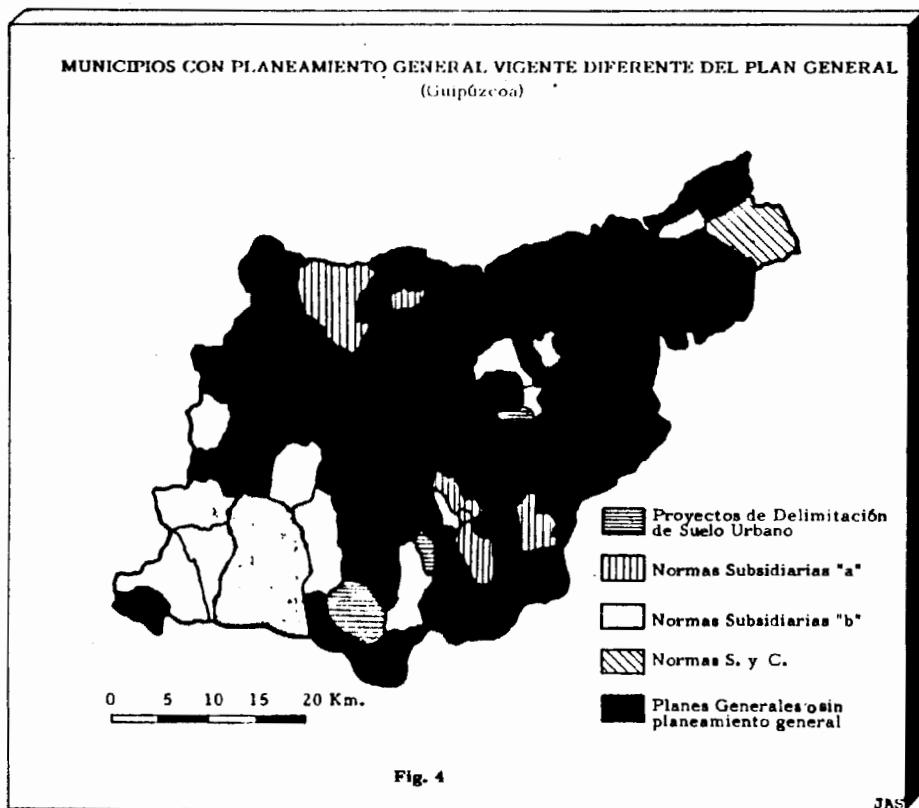 MUNICIPIOS CON PLANEAMIENTO GENERAL VIGENTE DIFERENTE DEL PLAN GENERAL
(Guipúzcoa)
Proyectos de Delimitación
de Suelo Urbano
Normas Subsidiarias "a"
Normas Subsidiarias "b"
Normas S. y C.
Planes Generales o sin
planeamiento general
0 5 10 15 20 Km.
Fig. 4
JAS